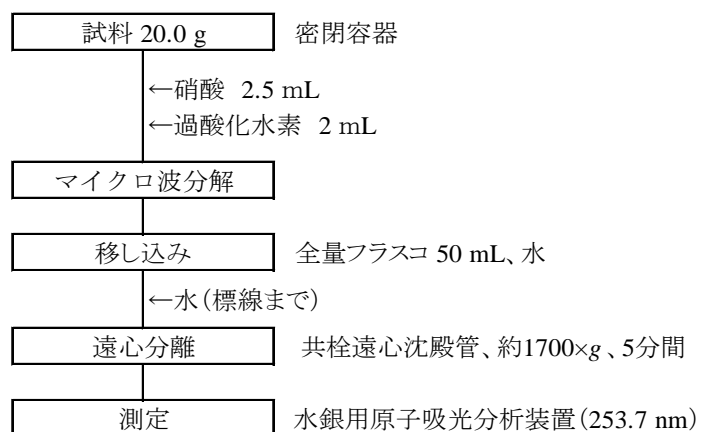 試料 20.0 g 密閉容器
←硝酸 2.5 mL
←過酸化水素 2 mL
マイクロ波分解
移し込み 全量フラスコ 50 mL、水
←水(標線まで)
遠心分離 共栓遠心沈殿管、約1700×g 、5分間
測定 水銀用原子吸光分析装置(253.7 nm)